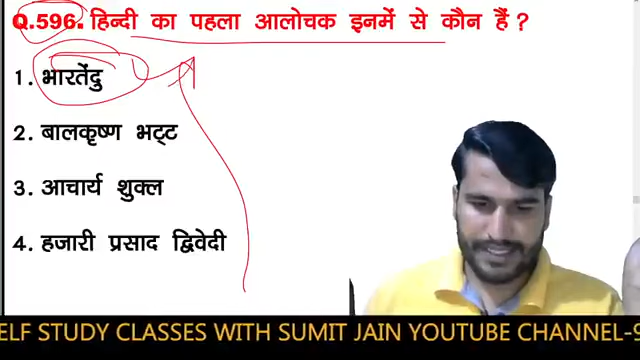 Q.596. हिन्दी का पहला आलोचक इनमें से कौन हैं ?
1. भारतेंदु
2. बालकृष्ण भट्ट
3. आचार्य शुक्ल
4. हजारी प्रसाद द्विवेदी
ELF STUDY CLASSES WITH SUMIT JAIN YOUTUBE CHANNEL-9